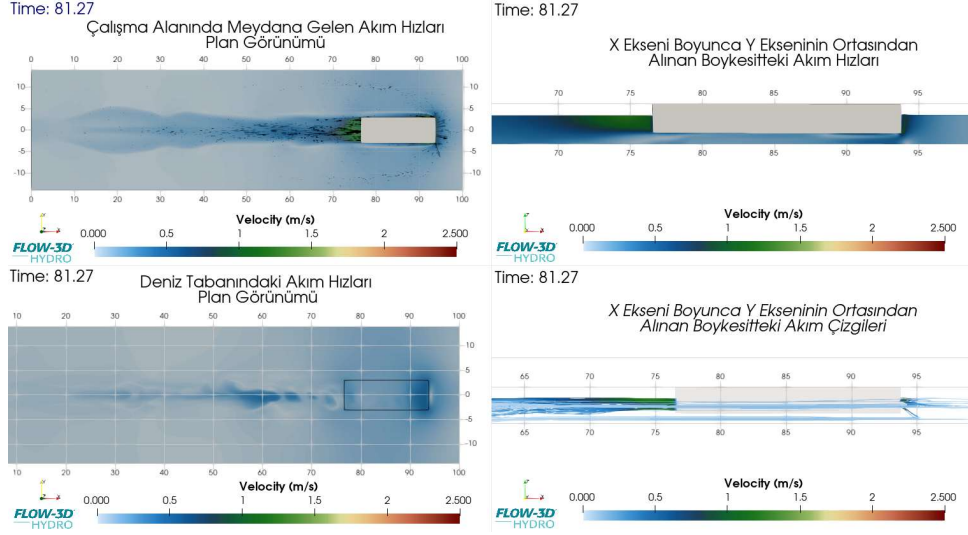 Time: 81.27
Çalışma Alanında Meydana Gelen Akım Hızları
Plan Görünümü
0 10 20 30 40 50 60 70 80 90 100
10 10
5 5
0 0
-5 -5
-10 -10
0 10 20 30 40 50 60 70 80 90 100
Velocity (m/s)
0.000 0.5 1 1.5 2 2.500
FLOW-3D
HYDRO
Time: 81.27
X Ekseni Boyunca Y Ekseninin Ortasından
Alınan Boykesitteki Akım Hızları
70 75 80 85 90 95
70 75 80 85 90 95
Velocity (m/s)
0.000 0.5 1 1.5 2 2.500
FLOW-3D
HYDRO
Time: 81.27
Deniz Tabanındaki Akım Hızları
Plan Görünümü
10 20 30 40 50 60 70 80 90 100
10
5
0
-5
-10
10 20 30 40 50 60 70 80 90 100
Velocity (m/s)
0.000 0.5 1 1.5 2 2.500
FLOW-3D
HYDRO
Time: 81.27
X Ekseni Boyunca Y Ekseninin Ortasından
Alınan Boykesitteki Akım Çizgileri
65 70 75 80 85 90 95
65 70 75 80 85 90 95
Velocity (m/s)
0.000 0.5 1 1.5 2 2.500
FLOW-3D
HYDRO